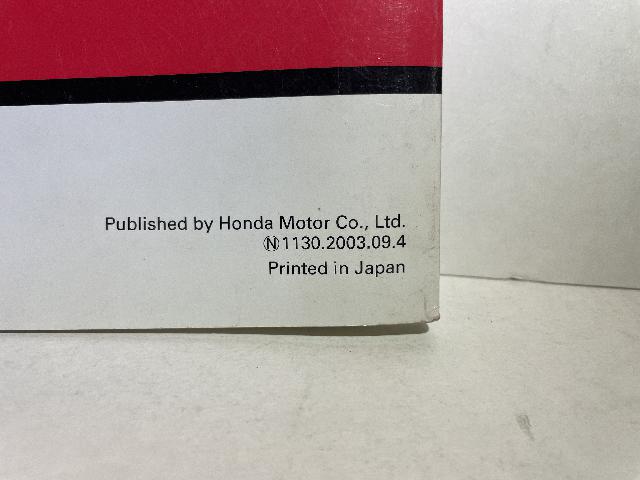 Published by Honda Motor Co., Ltd.
Ⓝ1130.2003.09.4
Printed in Japan